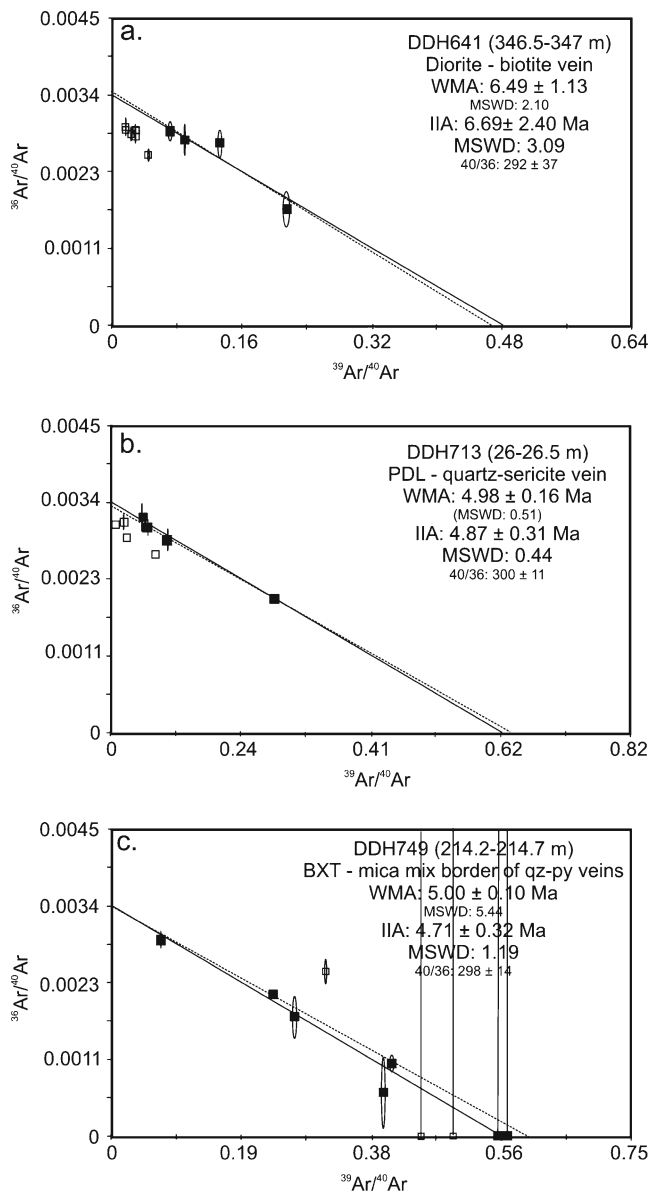 a.
DDH641 (346.5-347 m)
Diorite - biotite vein
WMA: 6.49 ± 1.13
MSWD: 2.10
IIA: 6.69± 2.40 Ma
MSWD: 3.09
40/36: 292 ± 37
0.0045
0.0034
0.0023
0.0011
0
³⁶Ar/⁴⁰Ar
0 0.16 0.32 0.48 0.64
³⁹Ar/⁴⁰Ar
b.
DDH713 (26-26.5 m)
PDL - quartz-sericite vein
WMA: 4.98 ± 0.16 Ma
(MSWD: 0.51)
IIA: 4.87 ± 0.31 Ma
MSWD: 0.44
40/36: 300 ± 11
0.0045
0.0034
0.0023
0.0011
0
³⁶Ar/⁴⁰Ar
0 0.24 0.41 0.62 0.82
³⁹Ar/⁴⁰Ar
c.
DDH749 (214.2-214.7 m)
BXT - mica mix border of qz-py veins
WMA: 5.00 ± 0.10 Ma
MSWD: 5.44
IIA: 4.71 ± 0.32 Ma
MSWD: 1.19
40/36: 298 ± 14
0.0045
0.0034
0.0023
0.0011
0
³⁶Ar/⁴⁰Ar
0 0.19 0.38 0.56 0.75
³⁹Ar/⁴⁰Ar